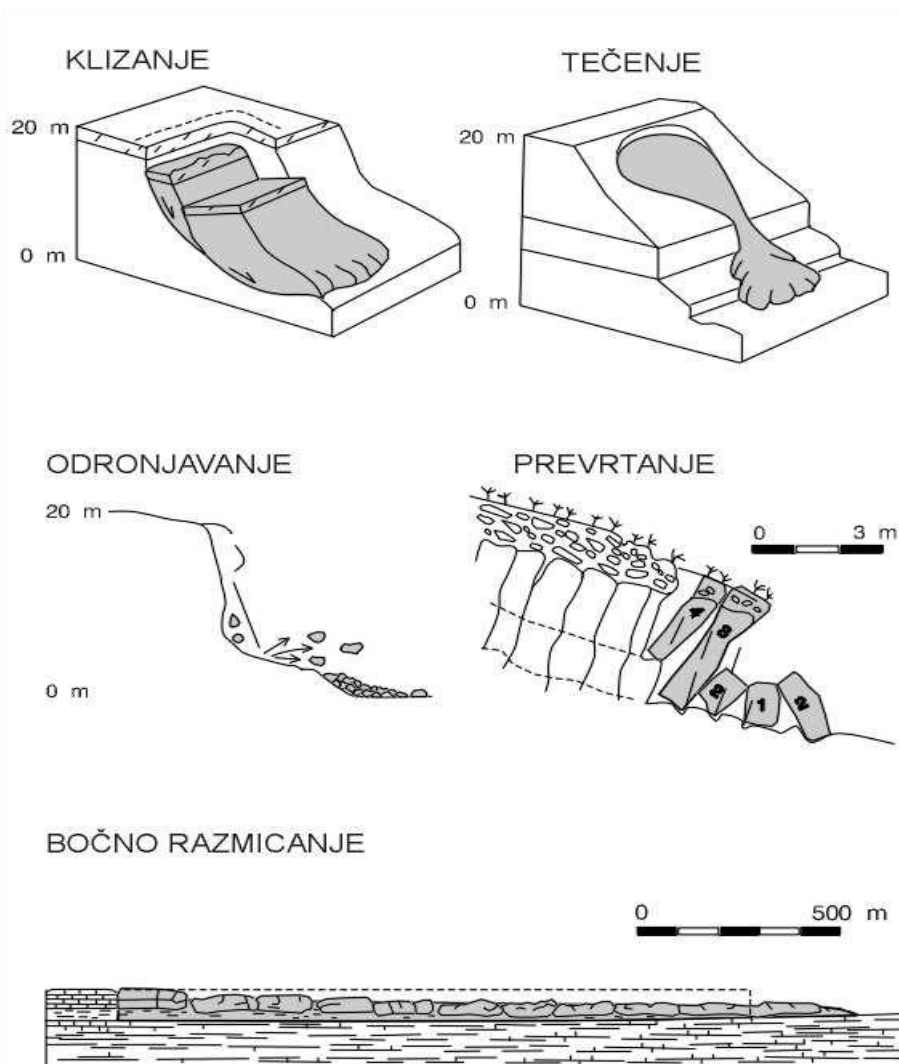 KLIZANJE
TEČENJE
20 m
0 m
20 m
0 m
ODRONJAVANJE
PREVRTANJE
20 m
0 m
0 3 m
4
3
2
1
2
BOČNO RAZMICANJE
0 500 m